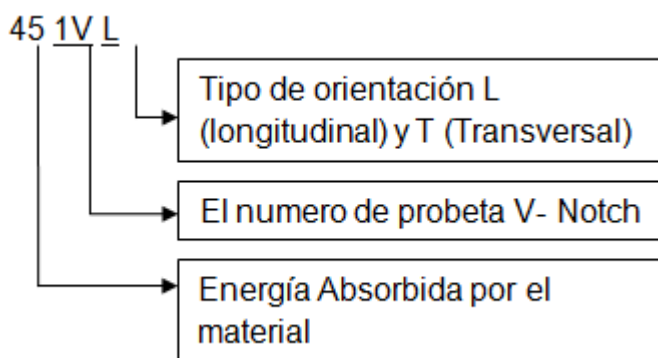 45 1V L
Tipo de orientación L
(longitudinal) y T (Transversal)
El numero de probeta V- Notch
Energía Absorbida por el
material